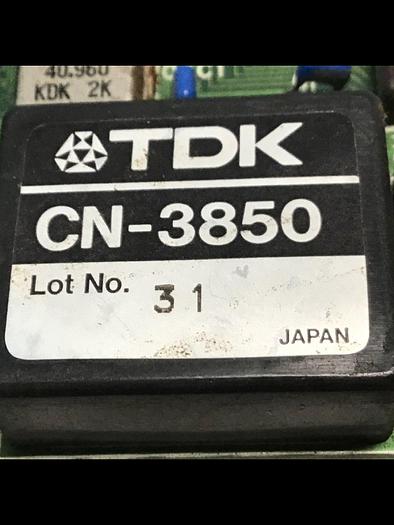 40.960
KDK 2K
TDK
CN-3850
Lot No. 31
JAPAN